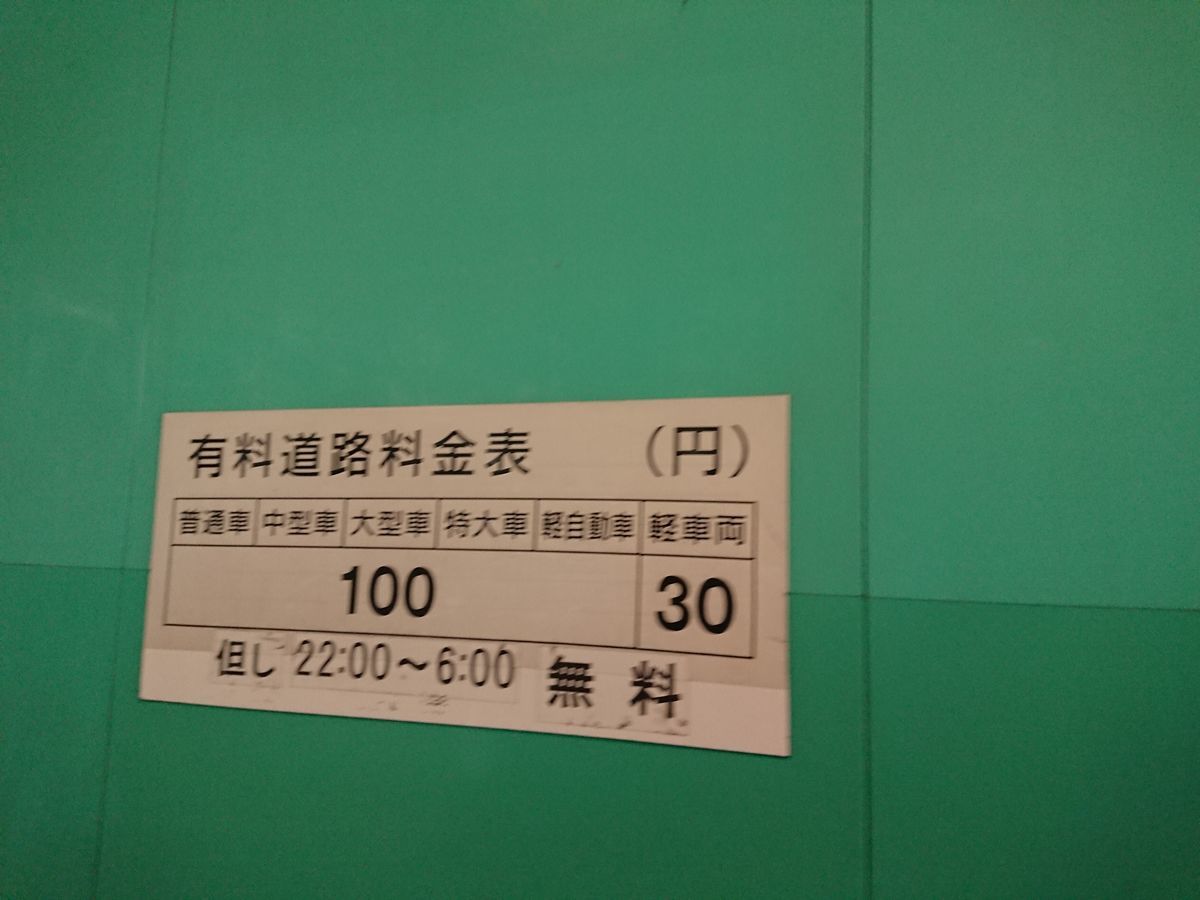 有料道路料金表 （円）
普通車 中型車 大型車 特大車 軽自動車 軽車両
100 30
但し 22:00～6:00 無料